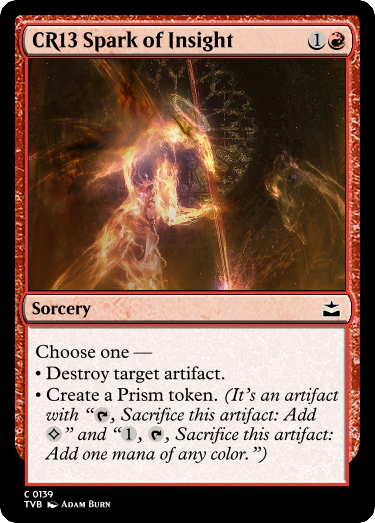 CR13 Spark of Insight 1
Sorcery
Choose one —
• Destroy target artifact.
• Create a Prism token. (It's an artifact
with “, Sacrifice this artifact: Add
” and “1, , Sacrifice this artifact:
Add one mana of any color.”)
C 0139
TVB Adam Burn